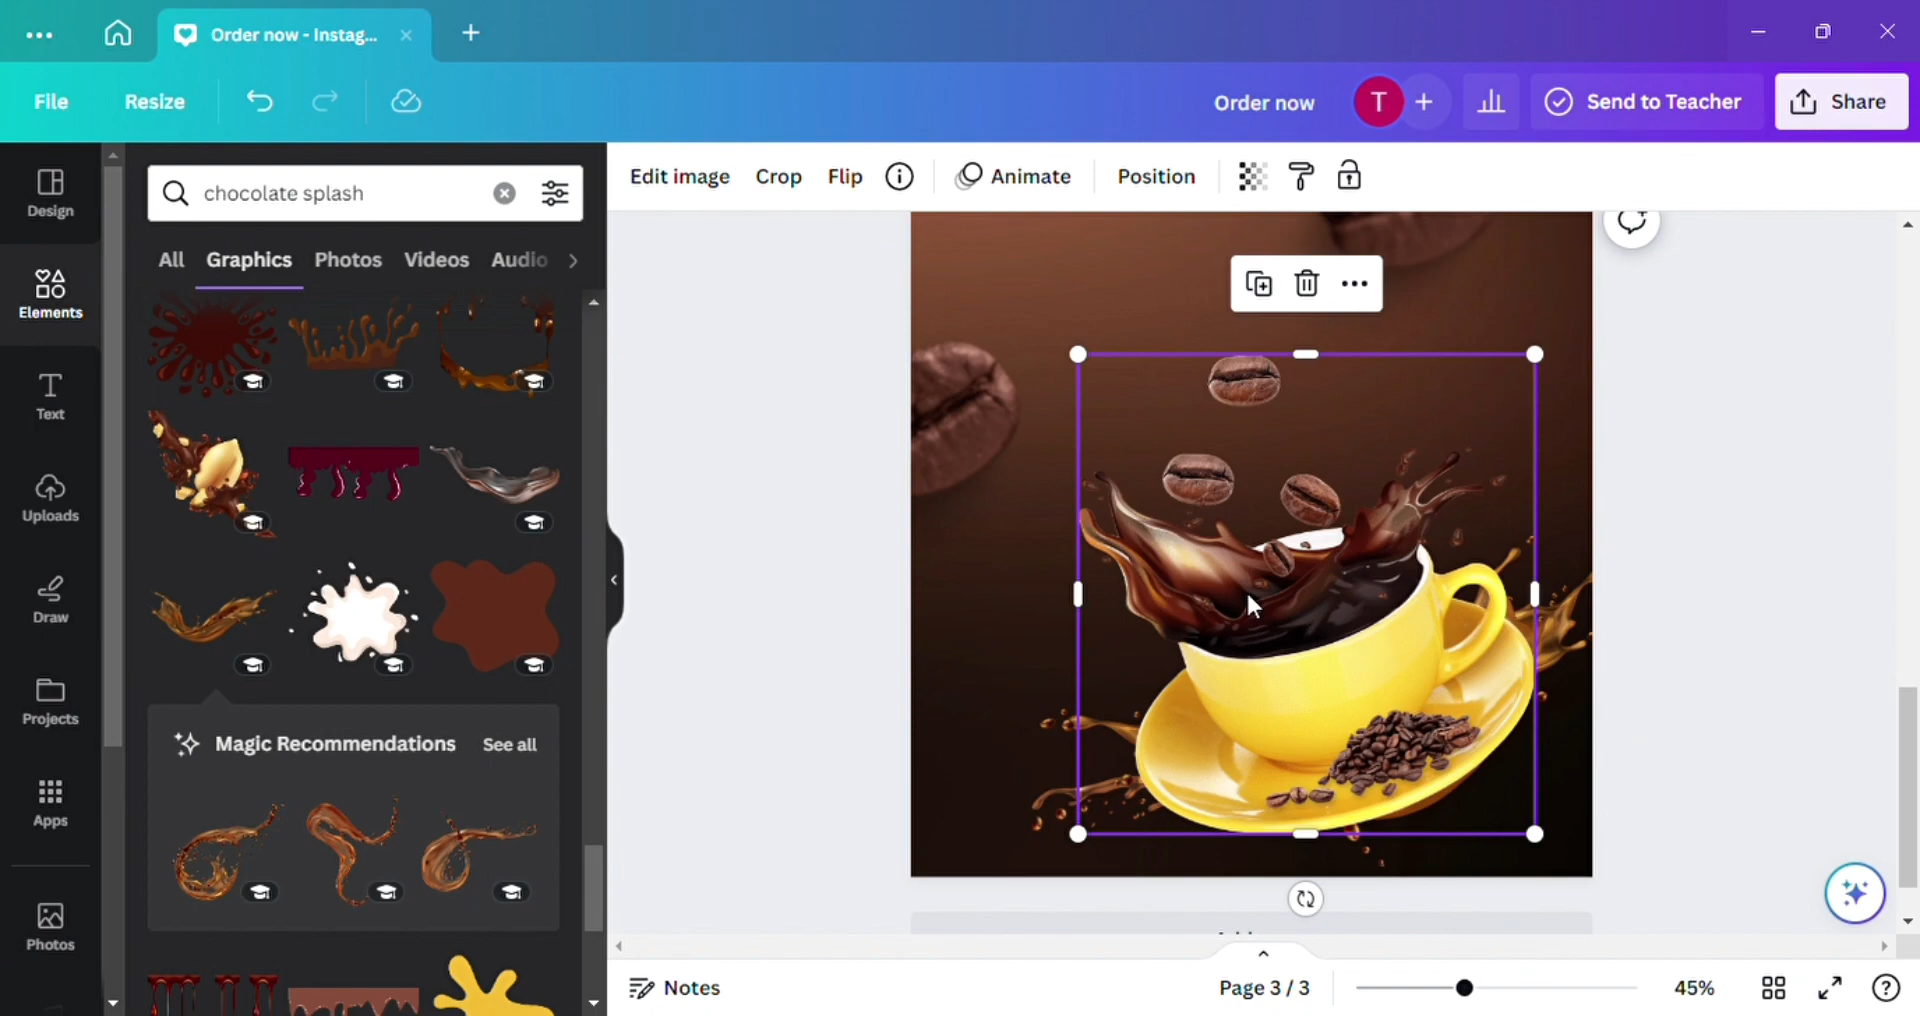 Order now - Instag...
File
Resize
Order now
T
Send to Teacher
Share
Design
Elements
Text
Uploads
Draw
Projects
Apps
Photos
chocolate splash
All
Graphics
Photos
Videos
Audio
Magic Recommendations
See all
Edit image
Crop
Flip
Animate
Position
Notes
Page 3 / 3
45%